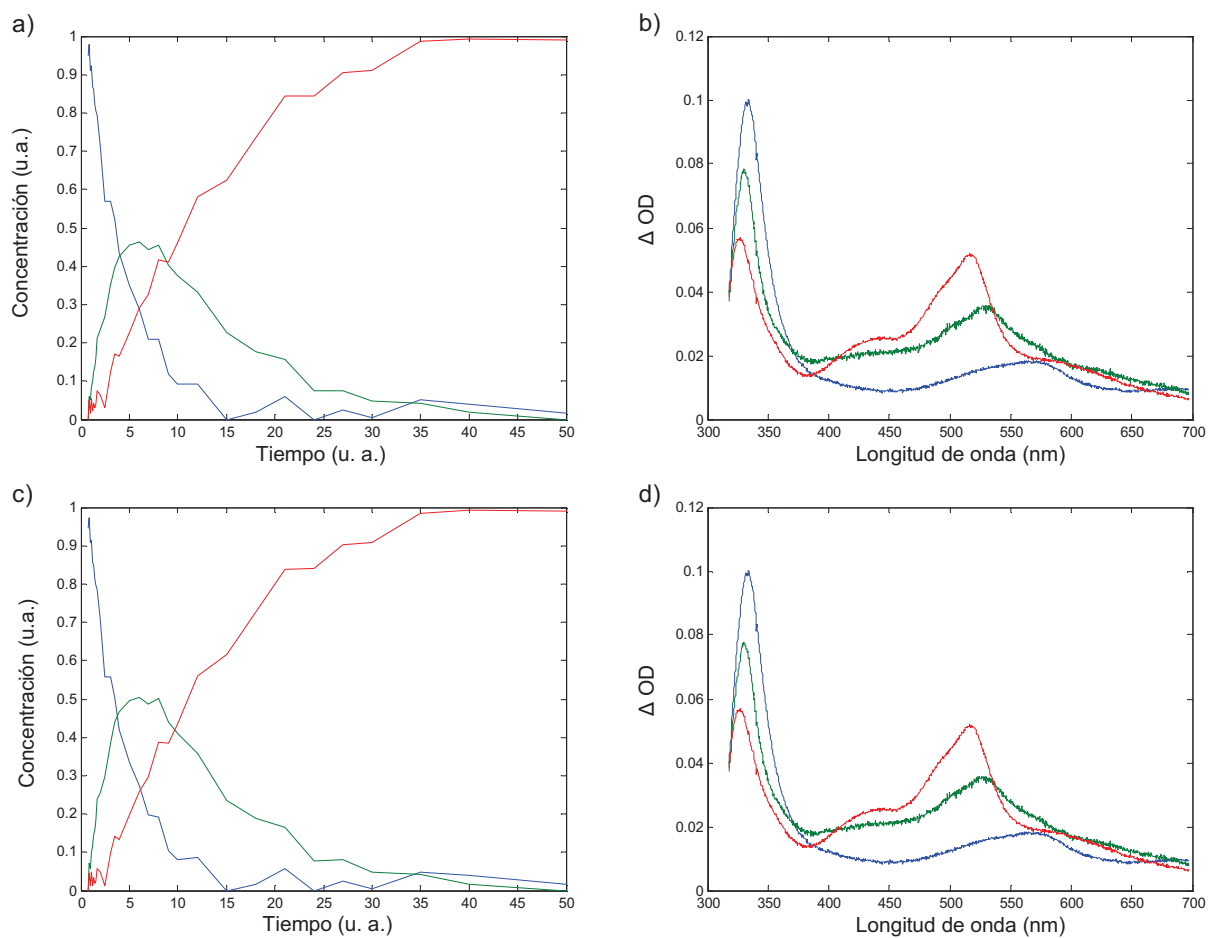 a)
Concentración (u.a.)
1
0.9
0.8
0.7
0.6
0.5
0.4
0.3
0.2
0.1
0
0 5 10 15 20 25 30 35 40 45 50
Tiempo (u. a.)
b)
Δ OD
0.12
0.1
0.08
0.06
0.04
0.02
0
300 350 400 450 500 550 600 650 700
Longitud de onda (nm)
c)
Concentración (u.a.)
1
0.9
0.8
0.7
0.6
0.5
0.4
0.3
0.2
0.1
0
0 5 10 15 20 25 30 35 40 45 50
Tiempo (u. a.)
d)
Δ OD
0.12
0.1
0.08
0.06
0.04
0.02
0
300 350 400 450 500 550 600 650 700
Longitud de onda (nm)